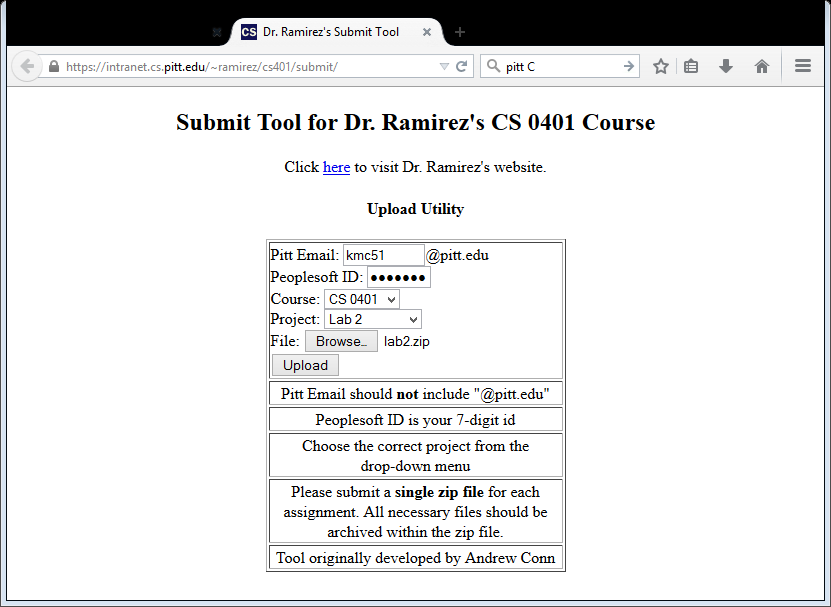 CS Dr. Ramirez's Submit Tool
https://intranet.cs.pitt.edu/~ramirez/cs401/submit/
pitt C
Submit Tool for Dr. Ramirez's CS 0401 Course
Click here to visit Dr. Ramirez's website.
Upload Utility
Pitt Email: kmc51 @pitt.edu
Peoplesoft ID: ●●●●●●●
Course: CS 0401
Project: Lab 2
File: Browse... lab2.zip
Upload
Pitt Email should not include "@pitt.edu"
Peoplesoft ID is your 7-digit id
Choose the correct project from the
drop-down menu
Please submit a single zip file for each
assignment. All necessary files should be
archived within the zip file.
Tool originally developed by Andrew Conn